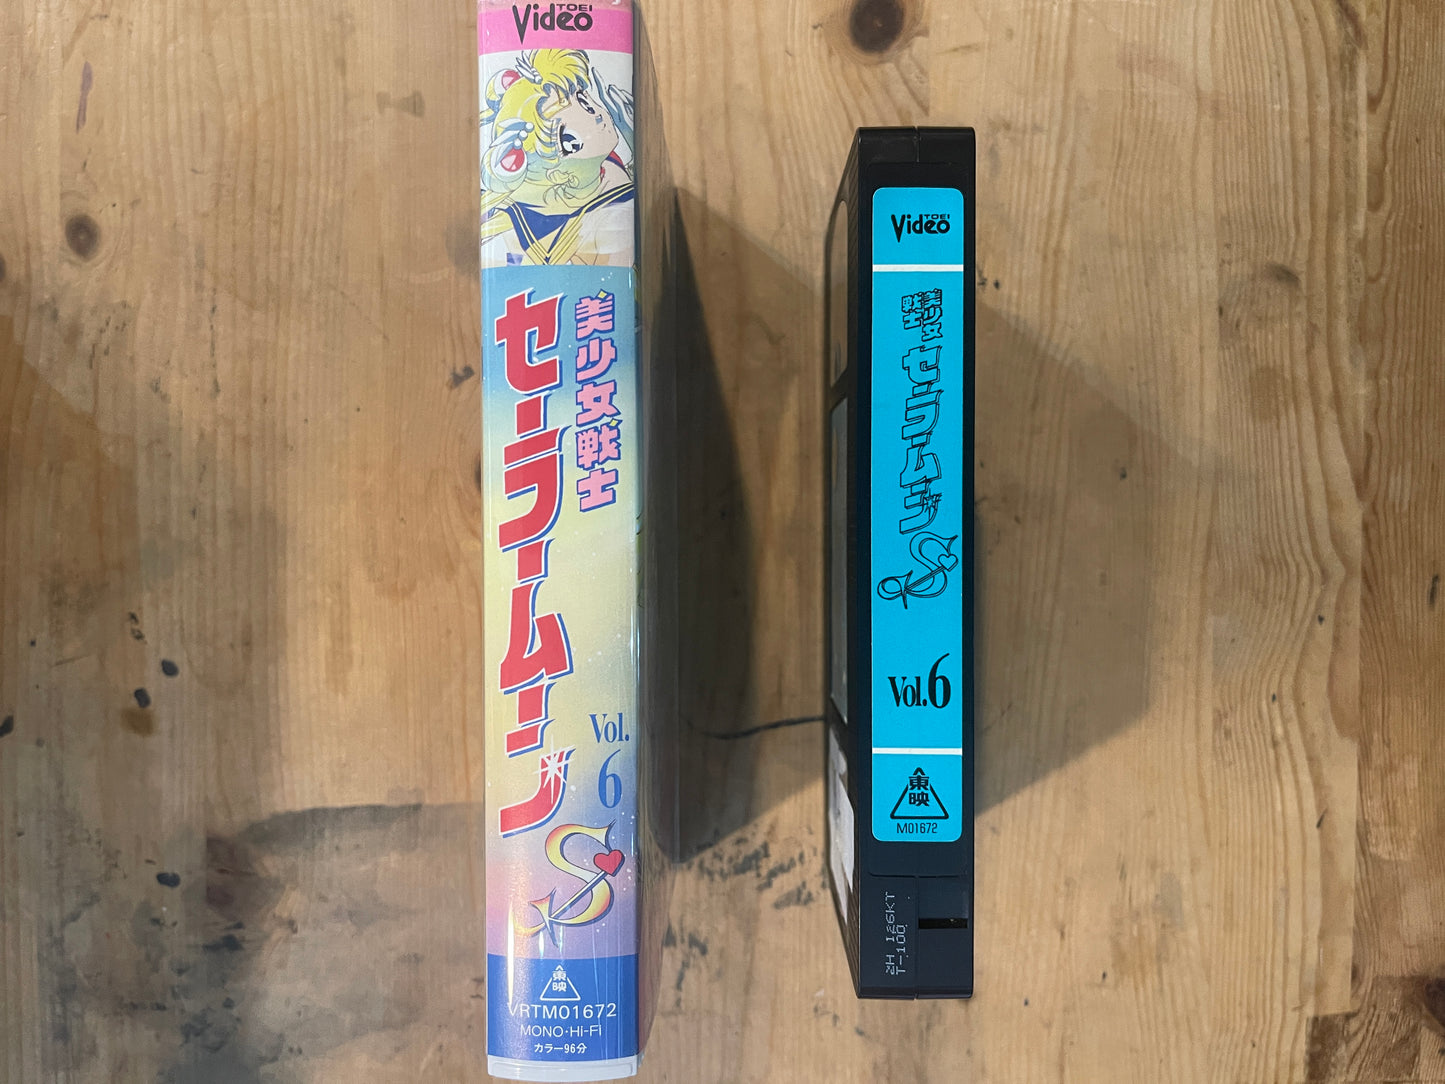 TOEI
Video
美少女戦士
セーラームーン
S
Vol.
6
東映
VRTM01672
MONO・HI-FI
カラー96分
TOEI
Video
美少女
戦士
セーラームーン
S
Vol.6
東映
M01672
2H 126KT
T-100